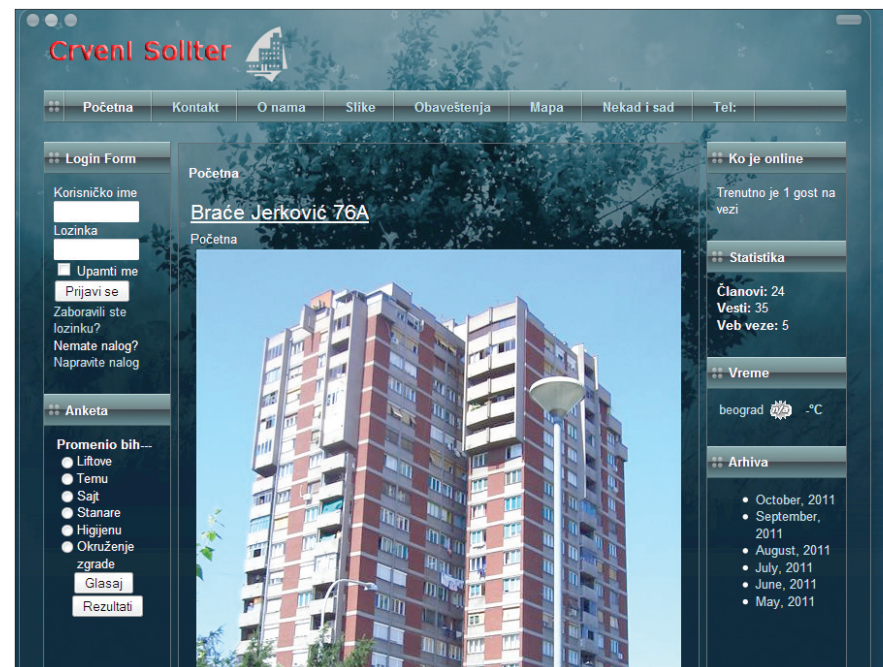 CrvenI SolIter
Početna Kontakt O nama Slike Obaveštenja Mapa Nekad i sad Tel:
Login Form
Korisničko ime
Lozinka
Upamti me
Prijavi se
Zaboravili ste
lozinku?
Nemate nalog?
Napravite nalog
Anketa
Promenio bih---
Liftove
Temu
Sajt
Stanare
Higijenu
Okruženje
zgrade
Glasaj
Rezultati
Početna
Braće Jerković 76A
Početna
Ko je online
Trenutno je 1 gost na
vezi
Statistika
Članovi: 24
Vesti: 35
Veb veze: 5
Vreme
beograd n/a -°C
Arhiva
October, 2011
September,
2011
August, 2011
July, 2011
June, 2011
May, 2011